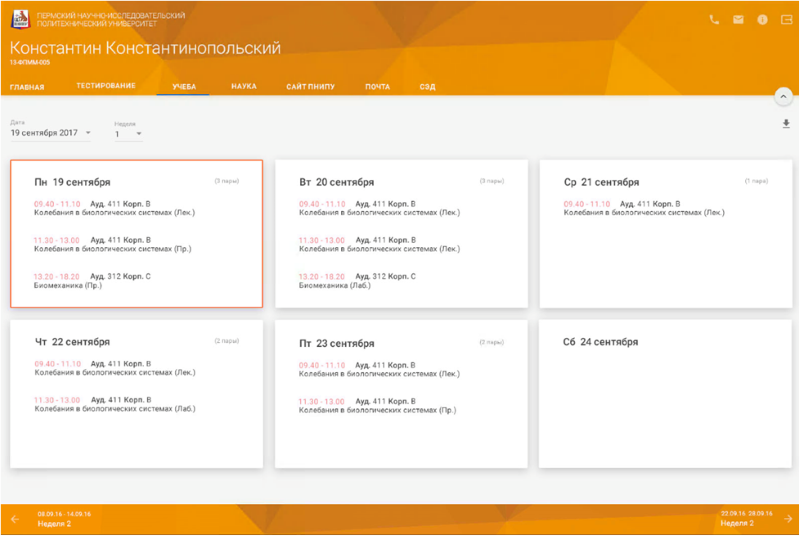 ПЕРМСКИЙ НАУЧНО-ИССЛЕДОВАТЕЛЬСКИЙ
ПОЛИТЕХНИЧЕСКИЙ УНИВЕРСИТЕТ
Константин Константинопольский
13-ФПММ-005
ГЛАВНАЯ ТЕСТИРОВАНИЕ УЧЕБА НАУКА САЙТ ПНИПУ ПОЧТА СЭД
Дата Неделя
19 сентября 2017 1
Пн 19 сентября (3 пары)
09.40 - 11.10 Ауд. 411 Корп. В
Колебания в биологических системах (Лек.)
11.30 - 13.00 Ауд. 411 Корп. В
Колебания в биологических системах (Пр.)
13.20 - 18.20 Ауд. 312 Корп. С
Биомеханика (Пр.)
Вт 20 сентября (3 пары)
09.40 - 11.10 Ауд. 411 Корп. В
Колебания в биологических системах (Лек.)
11.30 - 13.00 Ауд. 411 Корп. В
Колебания в биологических системах (Лек.)
13.20 - 18.20 Ауд. 312 Корп. С
Биомеханика (Лаб.)
Ср 21 сентября (1 пары)
09.40 - 11.10 Ауд. 411 Корп. В
Колебания в биологических системах (Лек.)
Чт 22 сентября (2 пары)
09.40 - 11.10 Ауд. 411 Корп. В
Колебания в биологических системах (Лек.)
11.30 - 13.00 Ауд. 411 Корп. В
Колебания в биологических системах (Лаб.)
Пт 23 сентября (2 пары)
09.40 - 11.10 Ауд. 411 Корп. В
Колебания в биологических системах (Лек.)
11.30 - 13.00 Ауд. 411 Корп. В
Колебания в биологических системах (Пр.)
Сб 24 сентября
08.09.16 - 14.09.16
Неделя 2
22.09.16 28.09.16
Неделя 2